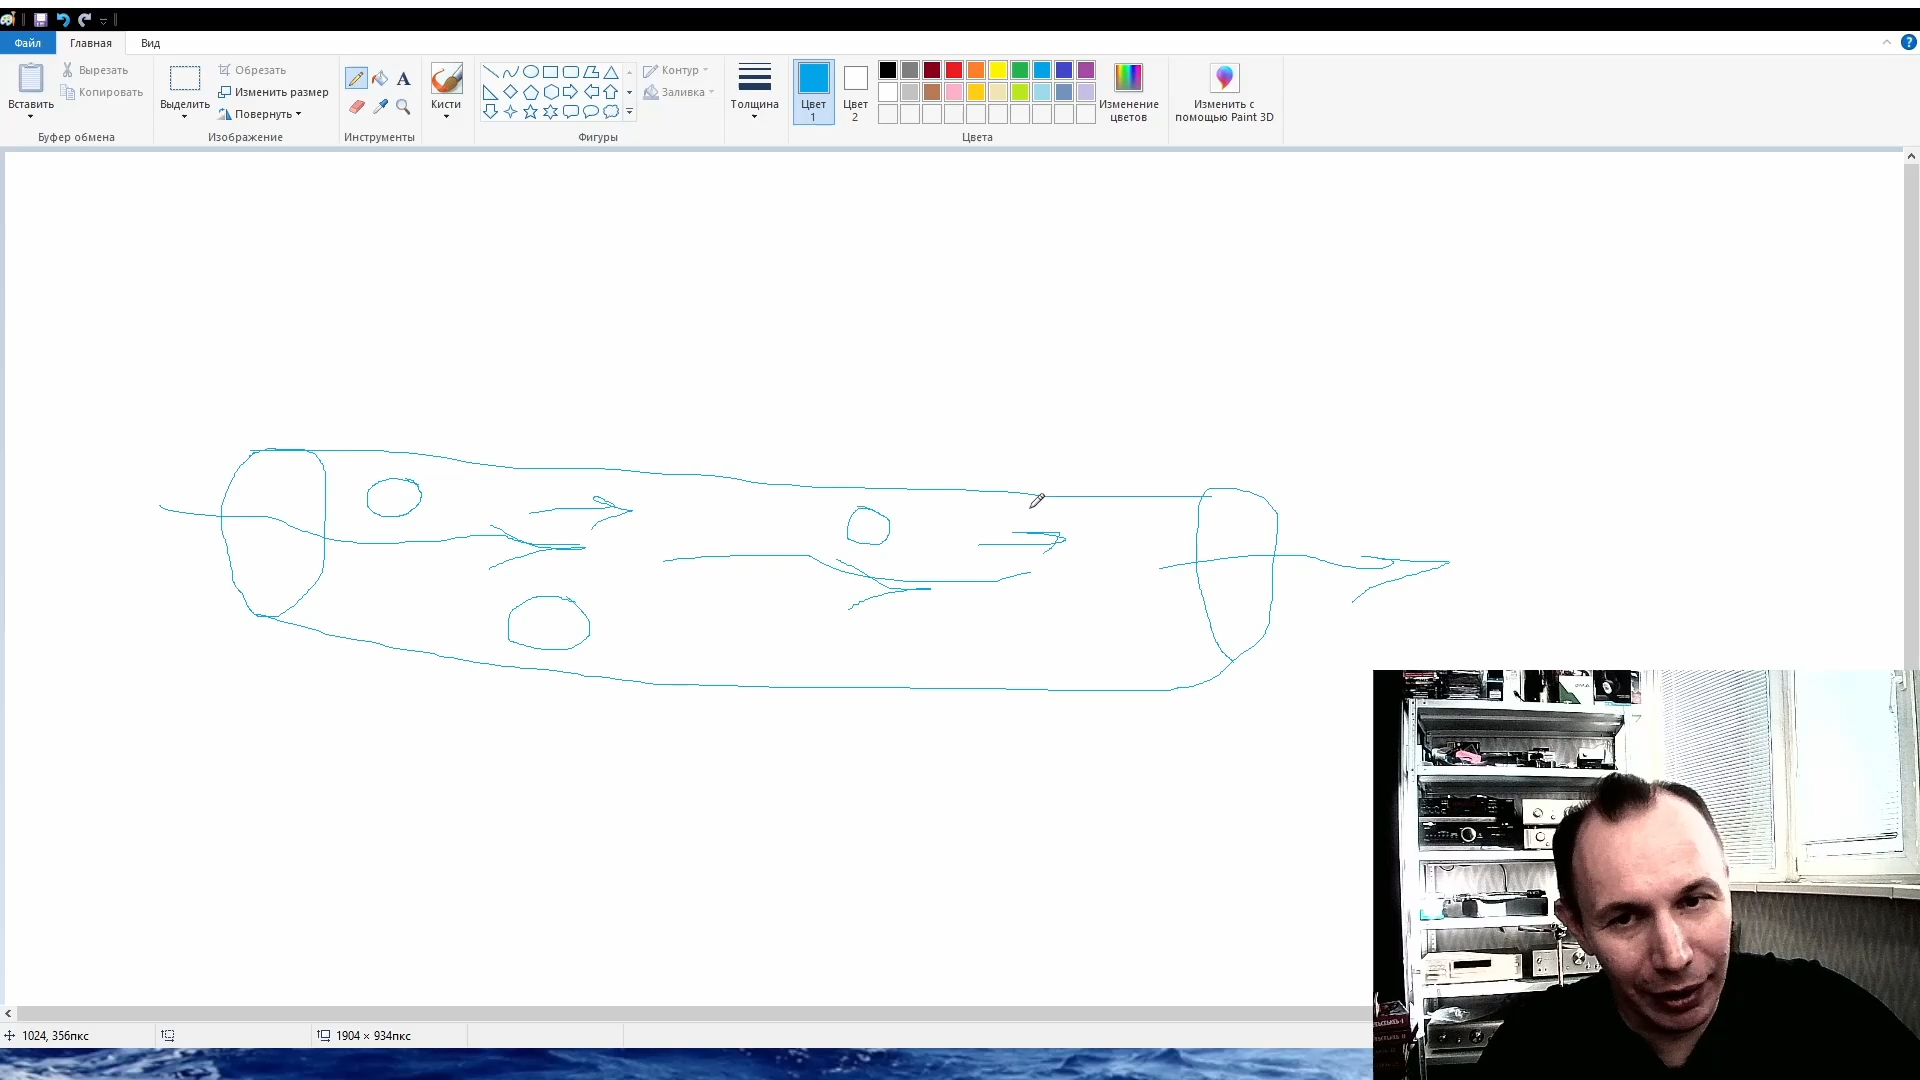 Файл Главная Вид
Вставить
Вырезать
Копировать
Буфер обмена
Выделить
Обрезать
Изменить размер
Повернуть
Изображение
A
Инструменты
Кисти
Фигуры
Контур
Заливка
Толщина
Цвет
1
Цвет
2
Цвета
Изменение
цветов
Изменить с
помощью Paint 3D
?
1024, 356пкс
1904 × 934пкс